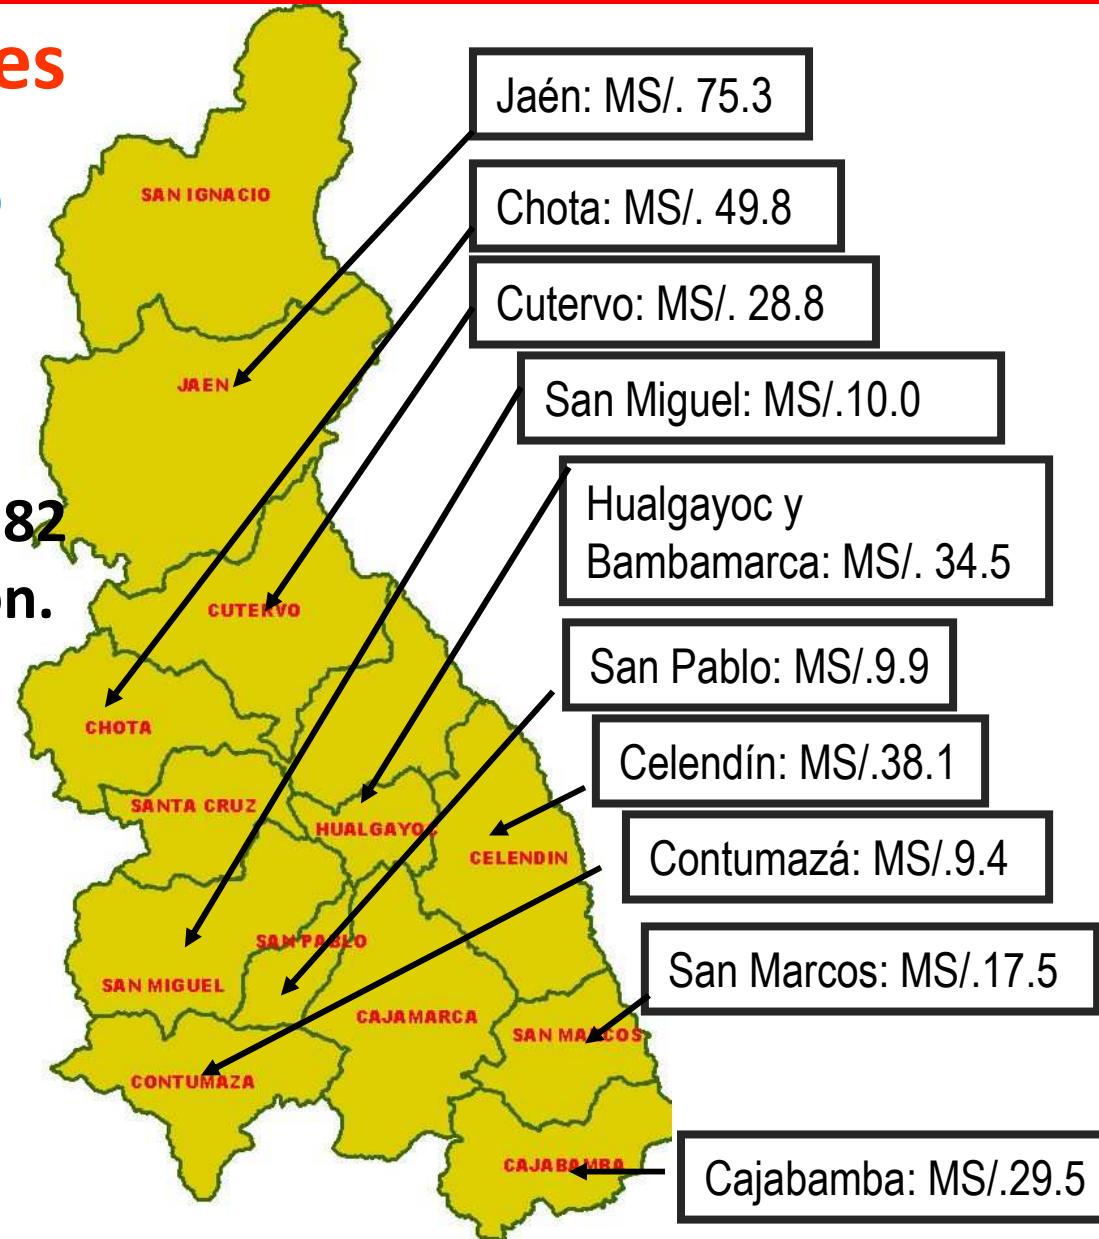 es
Jaén: MS/. 75.3
SAN IGNACIO
Chota: MS/. 49.8
Cutervo: MS/. 28.8
JAEN
San Miguel: MS/.10.0
Hualgayoc y
Bambamarca: MS/. 34.5
82
on.
CUTERVO
San Pablo: MS/.9.9
CHOTA
Celendín: MS/.38.1
SANTA CRUZ
HUALGAYOC
CELENDIN
Contumazá: MS/.9.4
SAN PABLO
San Marcos: MS/.17.5
SAN MIGUEL
CAJAMARCA
SAN MARCOS
CONTUMAZA
CAJABAMBA
Cajabamba: MS/.29.5